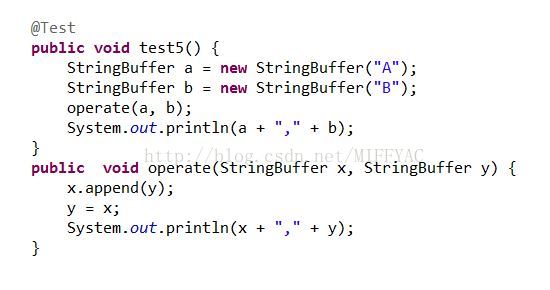 @Test
public void test5() {
    StringBuffer a = new StringBuffer("A");
    StringBuffer b = new StringBuffer("B");
    operate(a, b);
    System.out.println(a + "," + b);
}
http://blog.csdn.net/MIFFYAC
public  void operate(StringBuffer x, StringBuffer y) {
    x.append(y);
    y = x;
    System.out.println(x + "," + y);
}